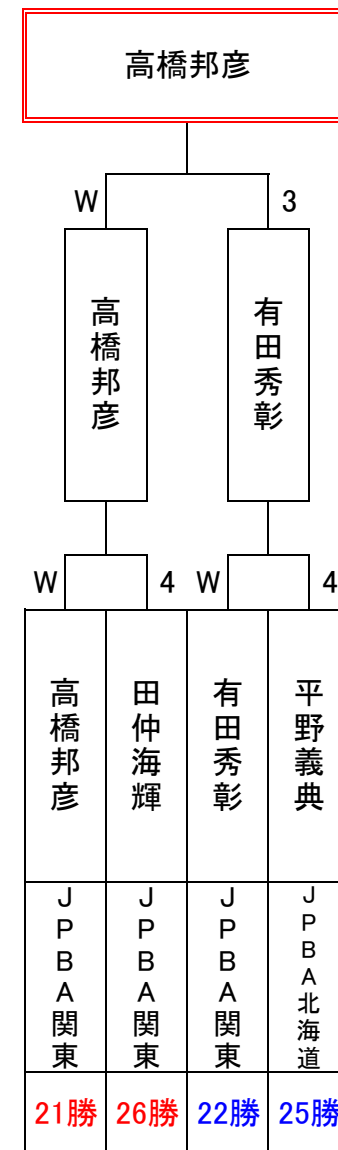 高橋邦彦
W
3
高橋邦彦
有田秀彰
W
4
W
4
高橋邦彦
田仲海輝
有田秀彰
平野義典
JPBA関東
JPBA関東
JPBA関東
JPBA北海道
21勝
26勝
22勝
25勝